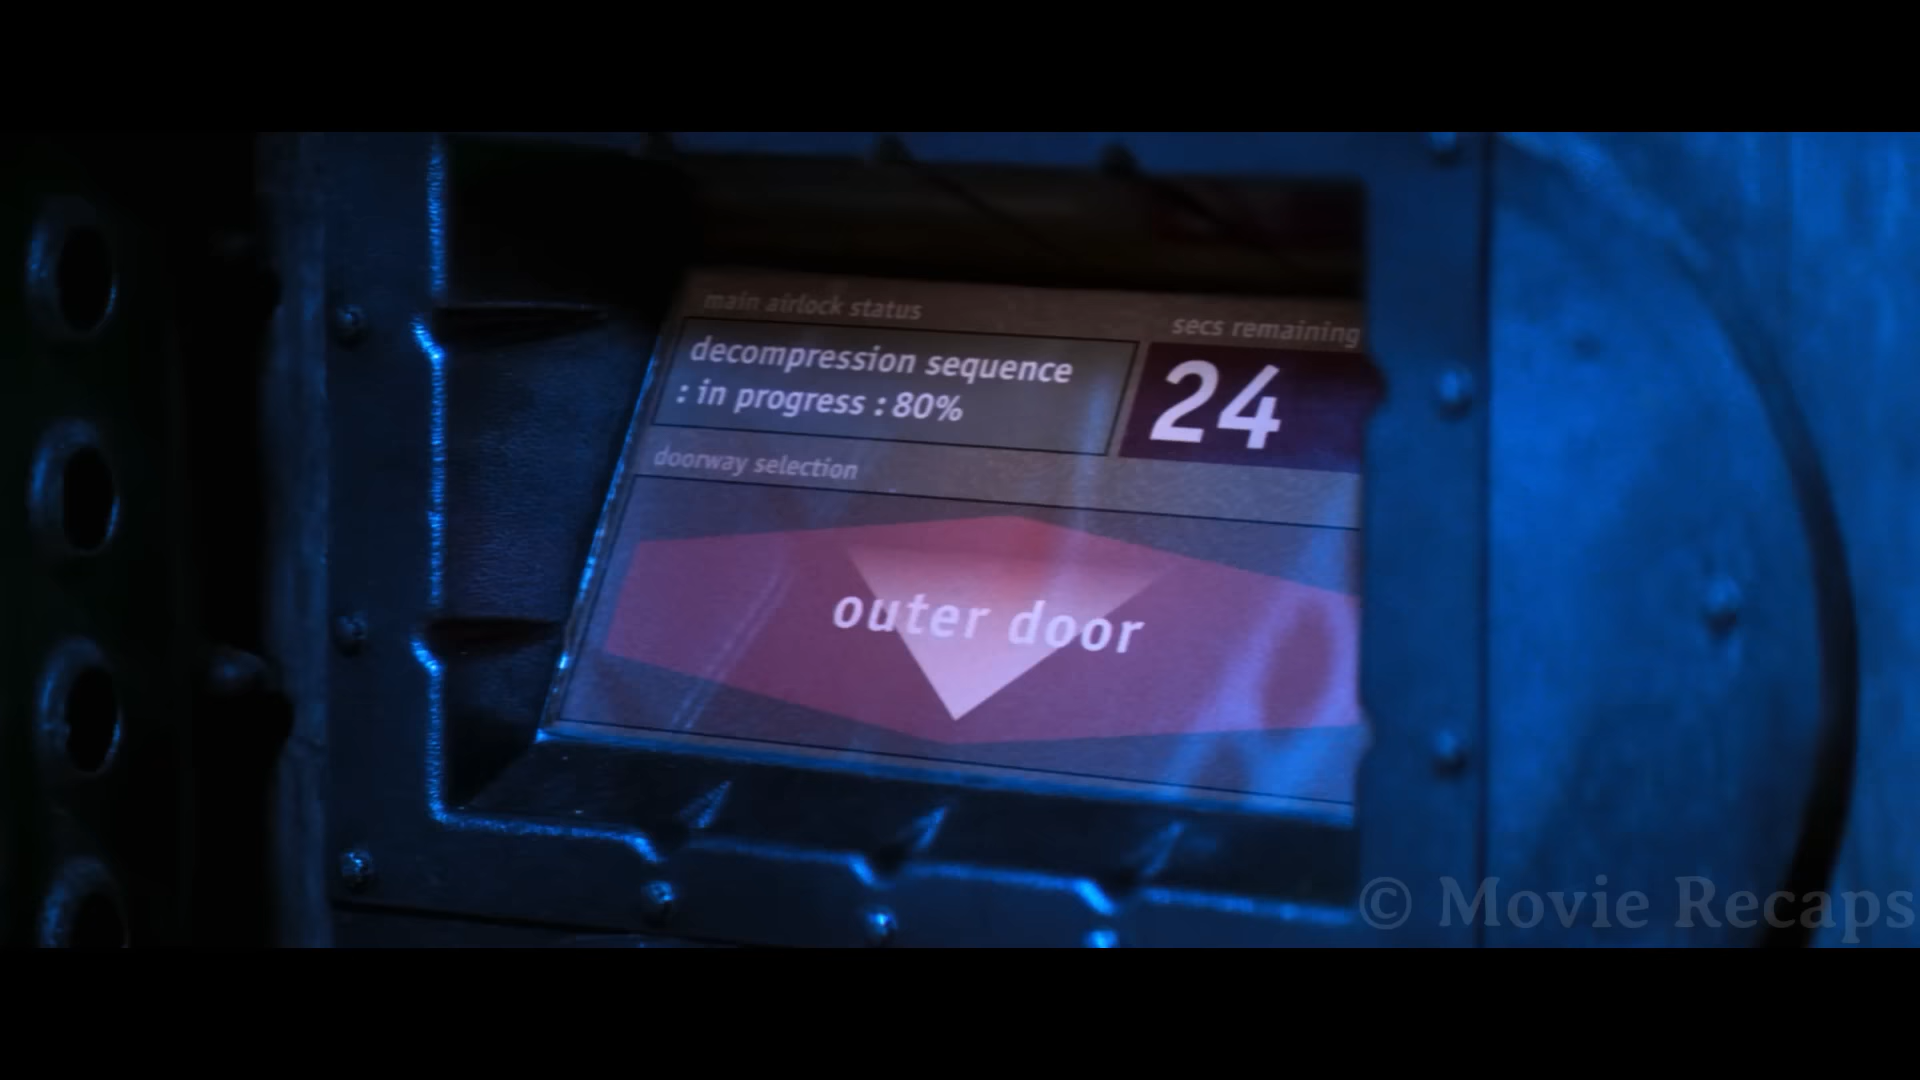 main airlock status
secs remaining
decompression sequence
: in progress : 80%
24
doorway selection
outer door
© Movie Recaps